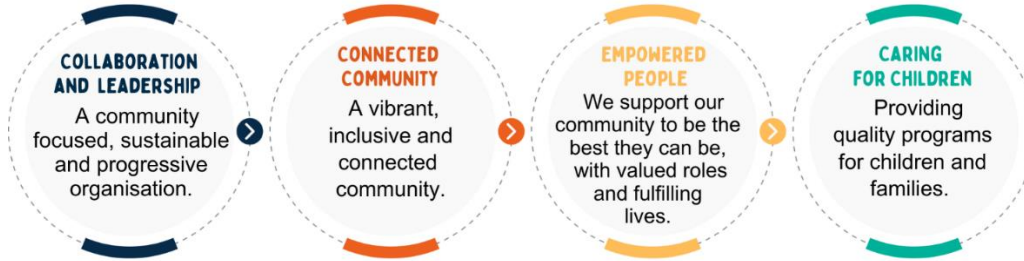 COLLABORATION
AND LEADERSHIP
A community
focused, sustainable
and progressive
organisation.
CONNECTED
COMMUNITY
A vibrant,
inclusive and
connected
community.
EMPOWERED
PEOPLE
We support our
community to be the
best they can be,
with valued roles
and fulfilling
lives.
CARING
FOR CHILDREN
Providing
quality programs
for children and
families.